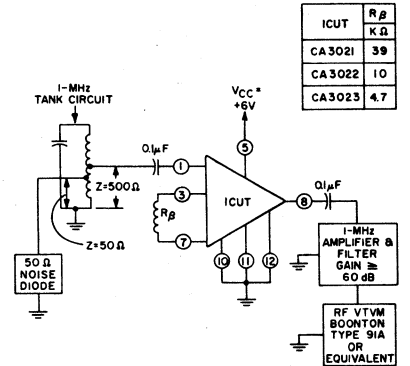 ICUT
Rβ
KΩ
CA3021 39
CA3022 10
CA3023 4.7
1-MHz
TANK CIRCUIT
VCC=
+6V
0.1µF
1
5
Z=500Ω
3
Rβ
7
ICUT
8
0.1µF
10
11
12
Z=50Ω
50 Ω
NOISE
DIODE
1-MHz
AMPLIFIER &
FILTER
GAIN ≧
60 dB
RF VTVM
BOONTON
TYPE 91A
OR
EQUIVALENT